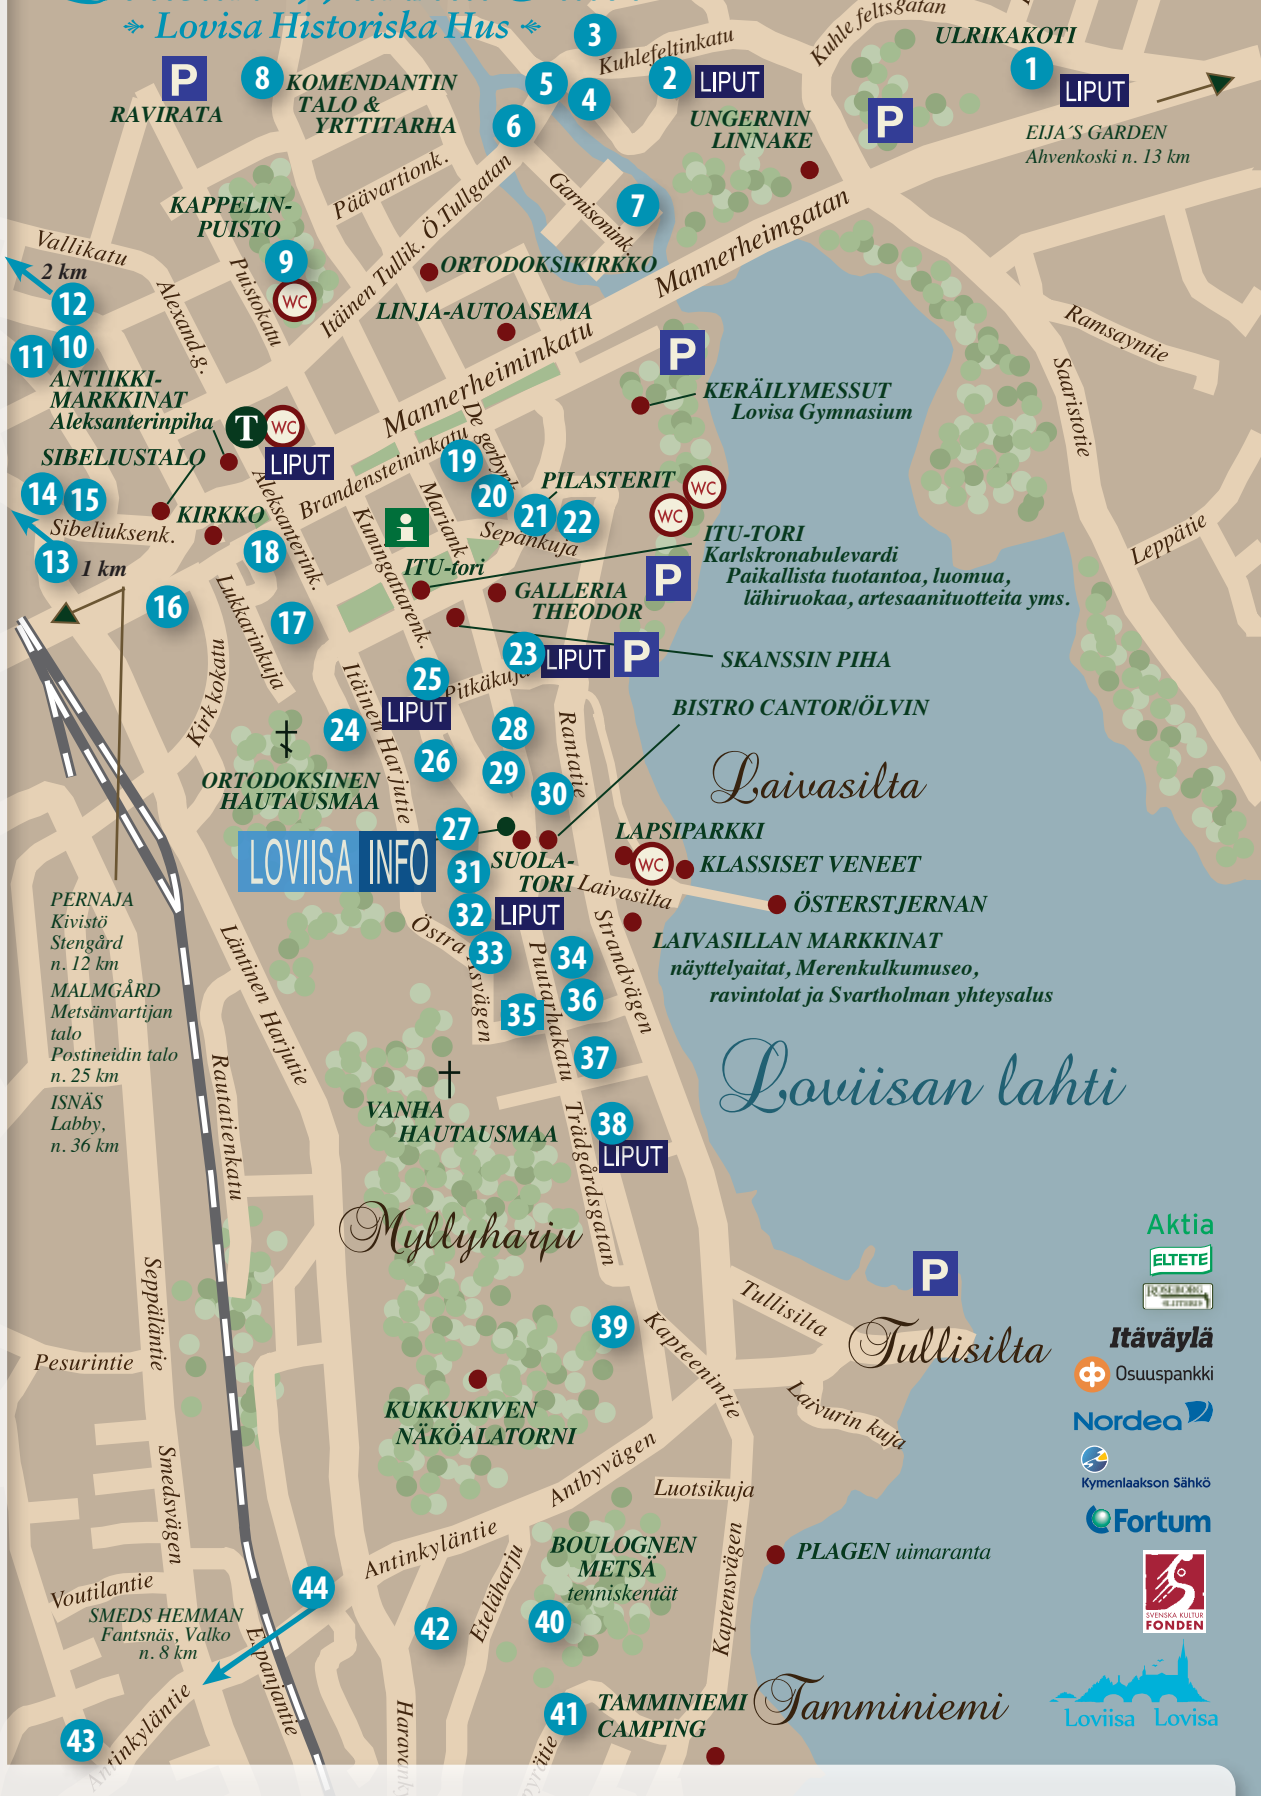 Lovisa Historiska Hus
3
Kuhlefeltinkatu
Kuhlefeltsgatan
ULRIKAKOTI
1
LIPUT
P
RAVIRATA
8
KOMENDANTIN
TALO &
YRTTITARHA
5
4
2
LIPUT
6
UNGERNIN
LINNAKE
P
EIJA´S GARDEN
Ahvenkoski n. 13 km
Päävartionk.
Itäinen Tullik. Ö.Tullgatan
Garnisonink.
7
KAPPELIN-
PUISTO
9
WC
Vallikatu
2 km
12
Puistokatu
Alexand.g.
ORTODOKSIKIRKKO
Mannerheimgatan
LINJA-AUTOASEMA
Mannerheiminkatu
Ramsayntie
Saaristotie
Leppätie
11
10
ANTIIKKI-
MARKKINAT
Aleksanterinpiha
T
WC
LIPUT
P
KERÄILYMESSUT
Lovisa Gymnasium
SIBELIUSTALO
14
15
Sibeliuksenk.
KIRKKO
13
1 km
Aleksanterink.
Brandensteininkatu
19
20
PILASTERIT
21
22
Sepänkuja
Mariank.
Kuningattarenk.
WC
WC
i
ITU-tori
ITU-TORI
Karlskronabulevardi
Paikallista tuotantoa, luomua,
lähiruokaa, artesaanituotteita yms.
P
18
16
17
Lukkarinkuja
Kirkkokatu
GALLERIA
THEODOR
23
LIPUT
P
SKANSSIN PIHA
25
LIPUT
Pitkäkuja
BISTRO CANTOR/ÖLVIN
24
Itäinen Harjutie
28
26
29
30
Rantatie
Laivasilta
ORTODOKSINEN
HAUTAUSMAA
LOVIISA INFO
27
SUOLA-
TORI
31
LAPSIPARKKI
WC
KLASSISET VENEET
Laivasilta
ÖSTERSTJERNAN
32
LIPUT
33
34
LAIVASILLAN MARKKINAT
näyttelyaitat, Merenkulkumuseo,
ravintolat ja Svartholman yhteysalus
PERNAJA
Kivistö
Stengård
n. 12 km
MALMGÅRD
Metsänvartijan
talo
Postineidin talo
n. 25 km
ISNÄS
Labby,
n. 36 km
Läntinen Harjutie
Rautatienkatu
Puutarhakatu
Strandvägen
35
36
37
Loviisan lahti
VANHA
HAUTAUSMAA
38
LIPUT
Trädgårdsgatan
Myllyharju
Seppäläntie
Pesurintie
Smedsvägen
Voutilantie
39
Kapteenintie
Tullisilta
P
Tullisilta
Laivurin kuja
KUKKUKIVEN
NÄKÖALATORNI
Antinkyläntie
Antbyvägen
Luotsikuja
Kaptensvägen
BOULOGNEN
METSÄ
tenniskentät
PLAGEN uimaranta
44
SMEDS HEMMAN
Fantsnäs, Valko
n. 8 km
Espanjantie
42
Eteläharju
40
43
Antinkyläntie
41
TAMMINIEMI
CAMPING
Tamminiemi
Aktia
ELTETE
Itäväylä
Osuuspankki
Nordea
Kymenlaakson Sähkö
Fortum
SVENSKA KULTUR
FONDEN
Loviisa Lovisa